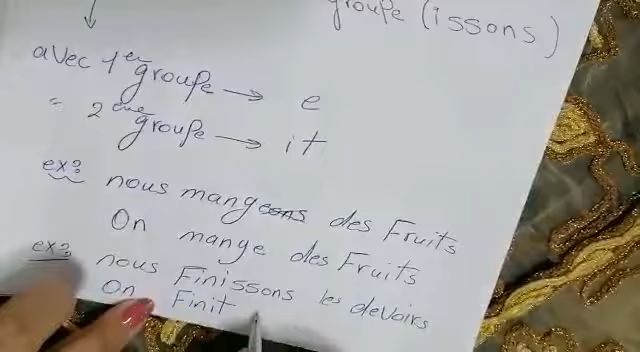 groupe (issons)
avec 1er groupe → e
" 2ème groupe → it
ex: nous mangeons des Fruits
On mange des Fruits
ex: nous Finissons les devoirs
On Finit